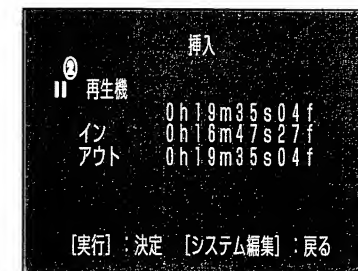 挿入
②
再生機
0h19m35s04f
イン 0h16m47s27f
アウト 0h19m35s04f
[実行]:決定 [システム編集]:戻る